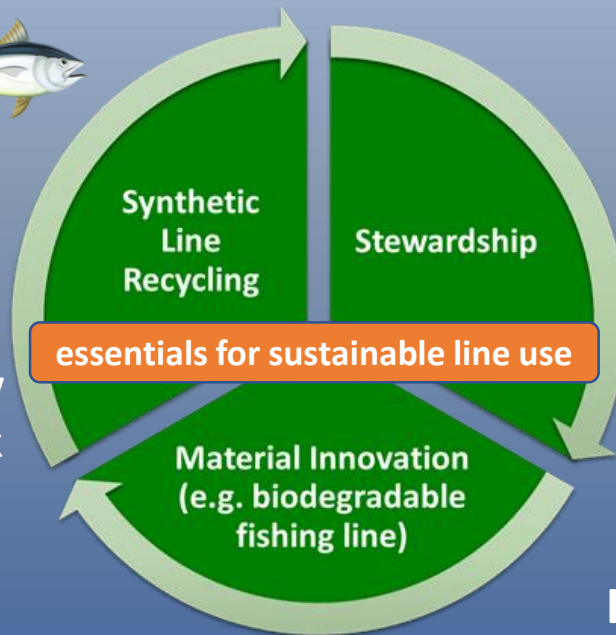 Synthetic
Line
Recycling
Stewardship
essentials for sustainable line use
Material Innovation
(e.g. biodegradable
fishing line)